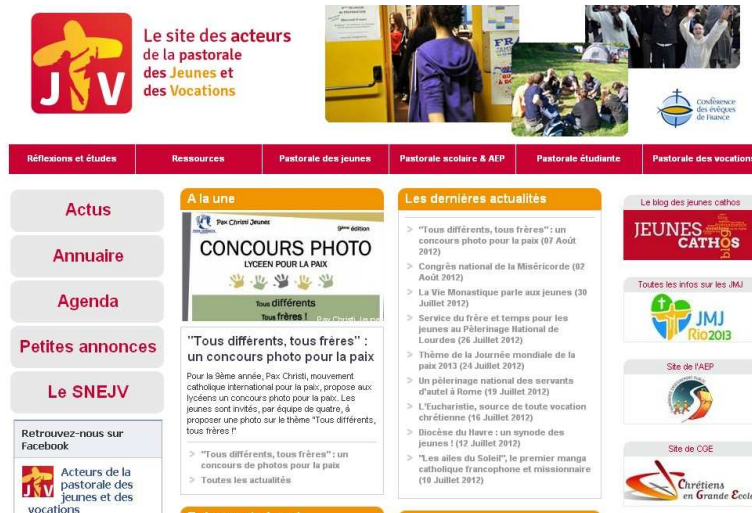 JV
Le site des acteurs
de la pastorale
des Jeunes et
des Vocations
FRA
conférence
des évêques
de France
Réflexions et études
Ressources
Pastorale des jeunes
Pastorale scolaire & AEP
Pastorale étudiante
Pastorale des vocations
Actus
Annuaire
Agenda
Petites annonces
Le SNEJV
Retrouvez-nous sur
Facebook
JV
Acteurs de la
pastorale des
jeunes et des
vocations
A la une
Pax Christi Jeunes
9ème édition
CONCOURS PHOTO
LYCEEN POUR LA PAIX
Tous différents
Tous frères !
"Tous différents, tous frères" :
un concours photo pour la paix
Pour la 9ème année, Pax Christi, mouvement
catholique international pour la paix, propose aux
lycéens un concours photo pour la paix. Les
jeunes sont invités, par équipe de quatre, à
proposer une photo sur le thème "Tous différents,
tous frères !"
> "Tous différents, tous frères" : un
concours de photos pour la paix
> Toutes les actualités
Les dernières actualités
> "Tous différents, tous frères" : un
concours photo pour la paix (07 Août
2012)
> Congrès national de la Miséricorde (02
Août 2012)
> La Vie Monastique parle aux jeunes (30
Juillet 2012)
> Service du frère et temps pour les
jeunes au Pèlerinage National de
Lourdes (26 Juillet 2012)
> Thème de la Journée mondiale de la
paix 2013 (24 Juillet 2012)
> Un pèlerinage national des servants
d'autel à Rome (19 Juillet 2012)
> L'Eucharistie, source de toute vocation
chrétienne (16 Juillet 2012)
> Diocèse du Havre : un synode des
jeunes ! (12 Juillet 2012)
> "Les ailes du Soleil", le premier manga
catholique francophone et missionnaire
(10 Juillet 2012)
Le blog des jeunes cathos
JEUNES
CATHOS
blog
Toutes les infos sur les JMJ
JMJ
Rio2013
Site de l'AEP
Site de CGE
Chrétiens
en Grande Ecole